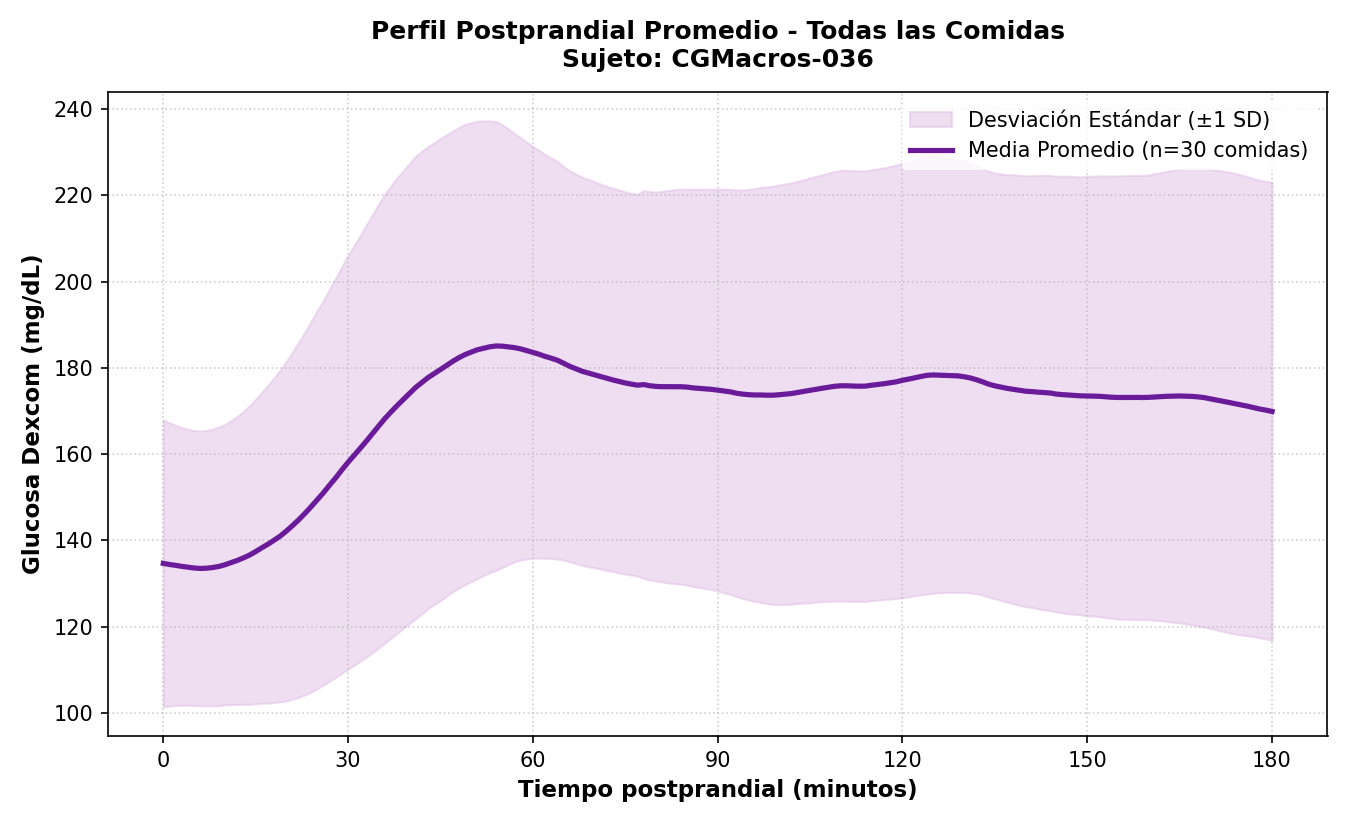 Perfil Postprandial Promedio - Todas las Comidas
Sujeto: CGMacros-036
Desviación Estándar (±1 SD)
Media Promedio (n=30 comidas)
Glucosa Dexcom (mg/dL)
240
220
200
180
160
140
120
100
0 30 60 90 120 150 180
Tiempo postprandial (minutos)